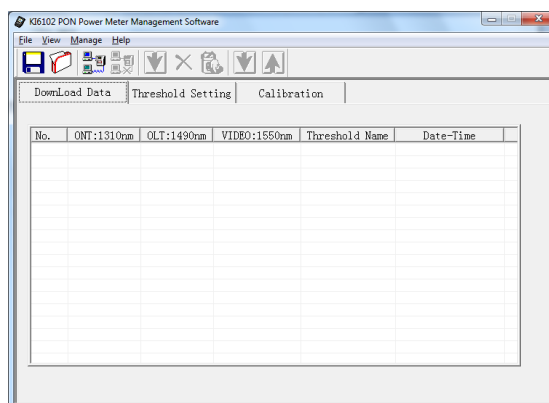 KI6102 PON Power Meter Management Software
File View Manage Help
DownLoad Data Threshold Setting Calibration
No. ONT:1310nm OLT:1490nm VIDEO:1550nm Threshold Name Date-Time